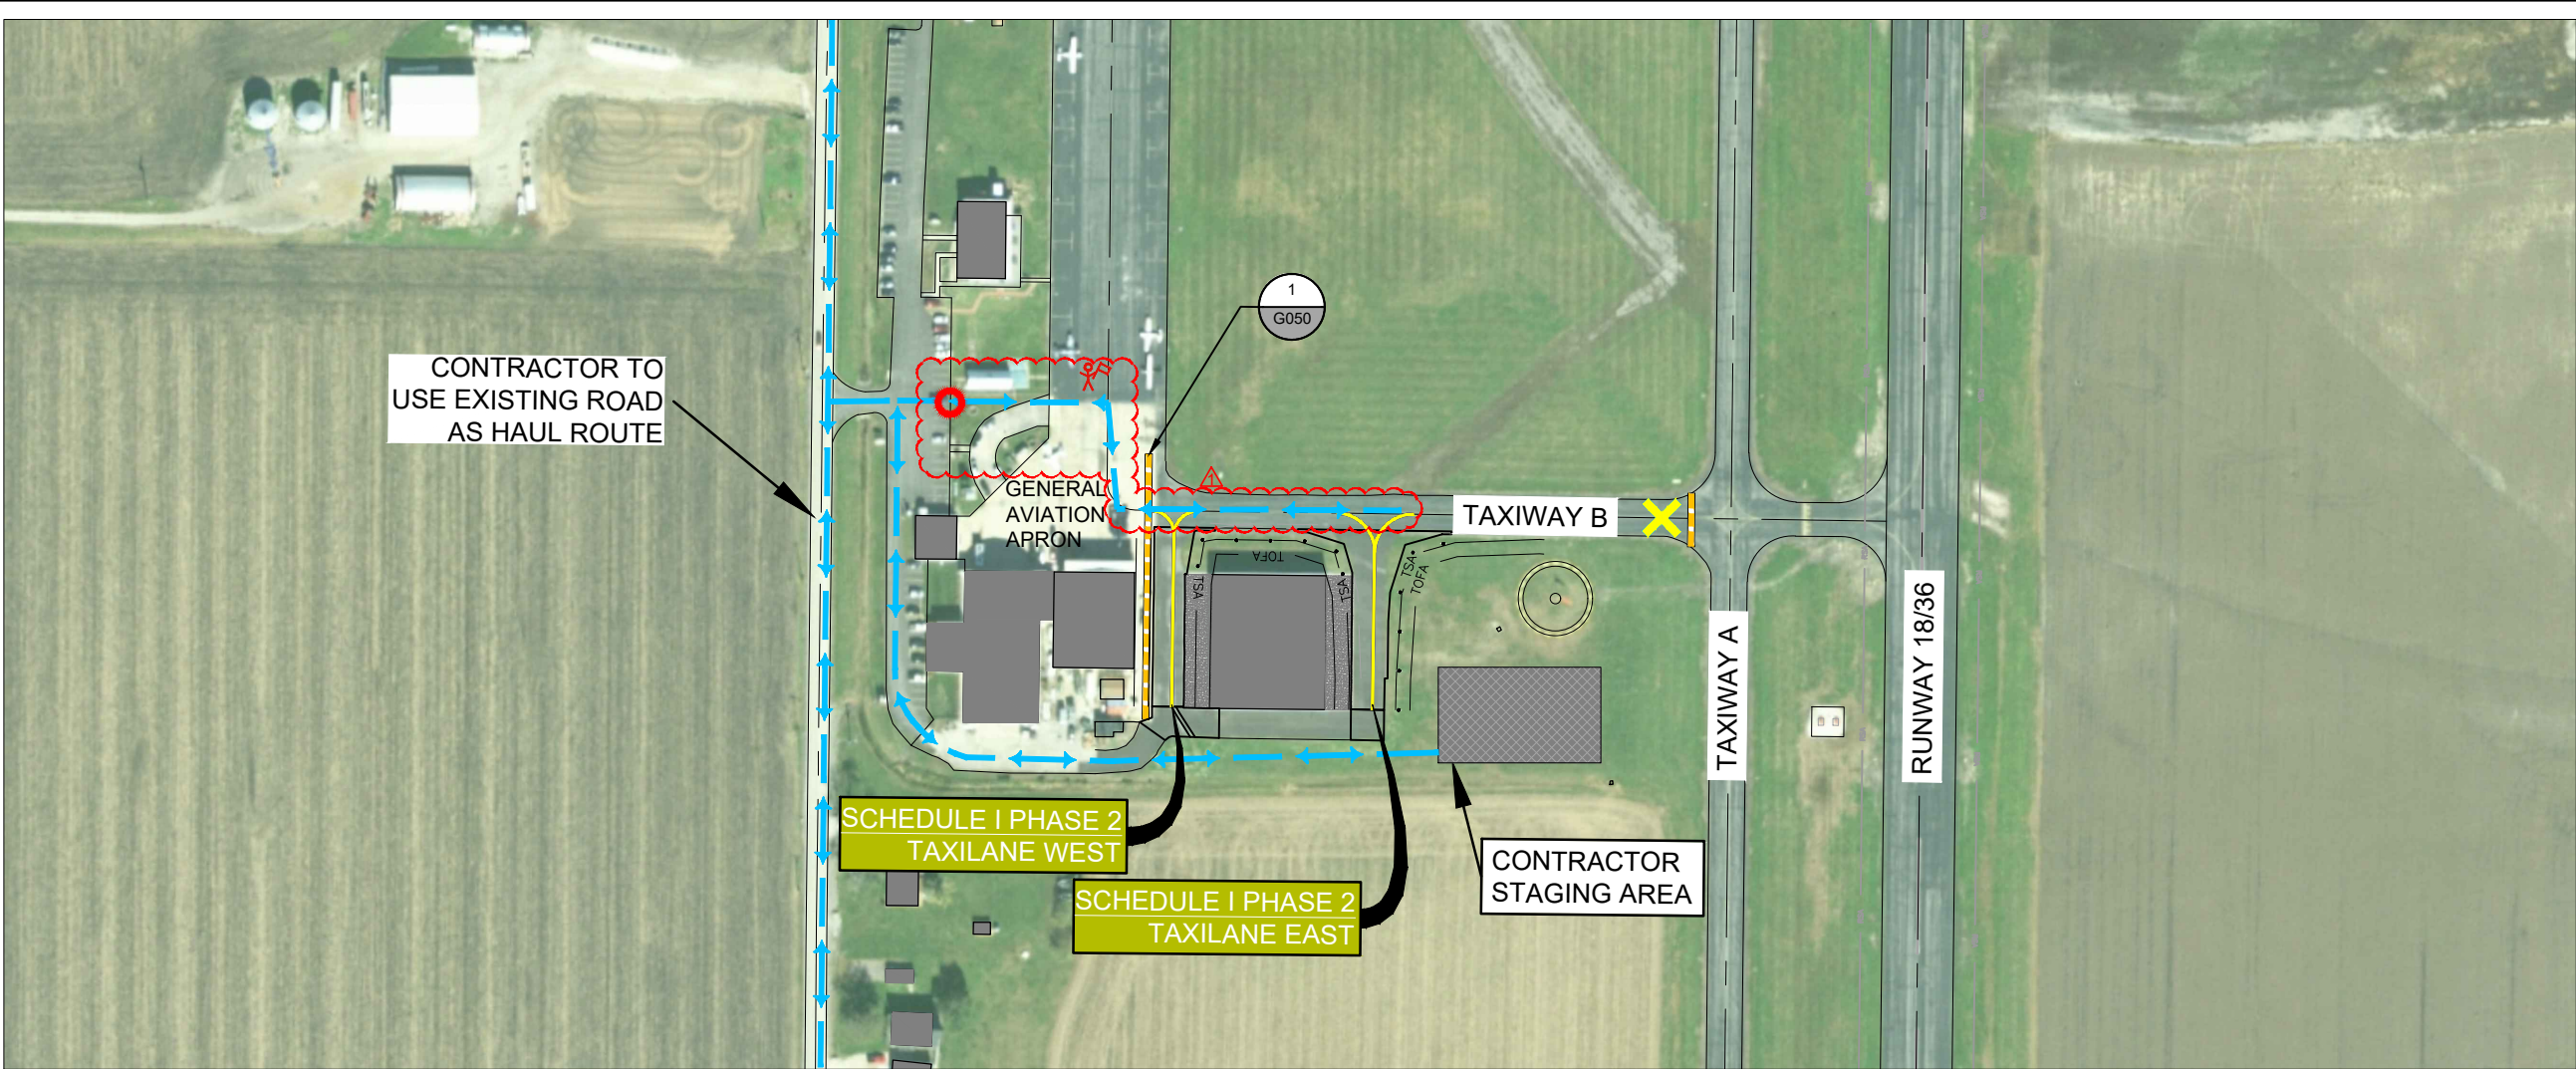 CONTRACTOR TO
USE EXISTING ROAD
AS HAUL ROUTE
1
G050
GENERAL
AVIATION
APRON
1
TAXIWAY B
TOFA
TSA
TSA
TSA
TOFA
TAXIWAY A
RUNWAY 18/36
SCHEDULE I PHASE 2
TAXILANE WEST
SCHEDULE I PHASE 2
TAXILANE EAST
CONTRACTOR
STAGING AREA